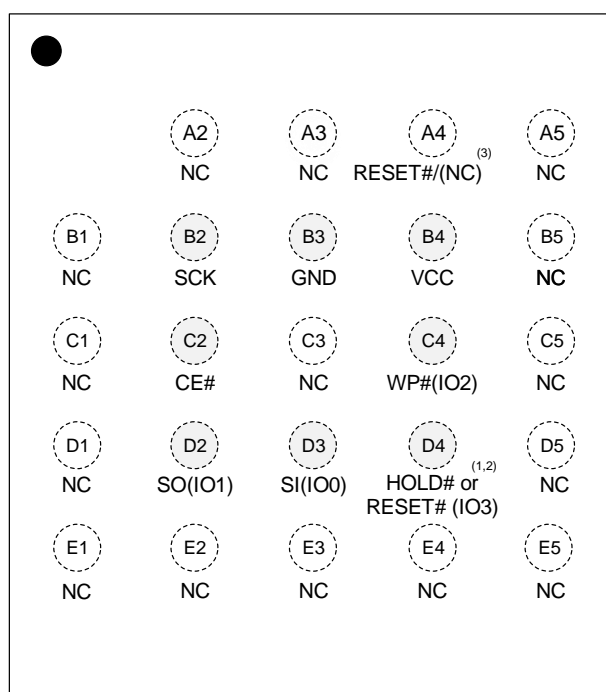 A2 A3 A4 A5
(3)
NC NC RESET#/(NC) NC
B1 B2 B3 B4 B5
NC SCK GND VCC NC
C1 C2 C3 C4 C5
NC CE# NC WP#(IO2) NC
D1 D2 D3 D4 D5
(1,2)
NC SO(IO1) SI(IO0) HOLD# or NC
RESET# (IO3)
E1 E2 E3 E4 E5
NC NC NC NC NC